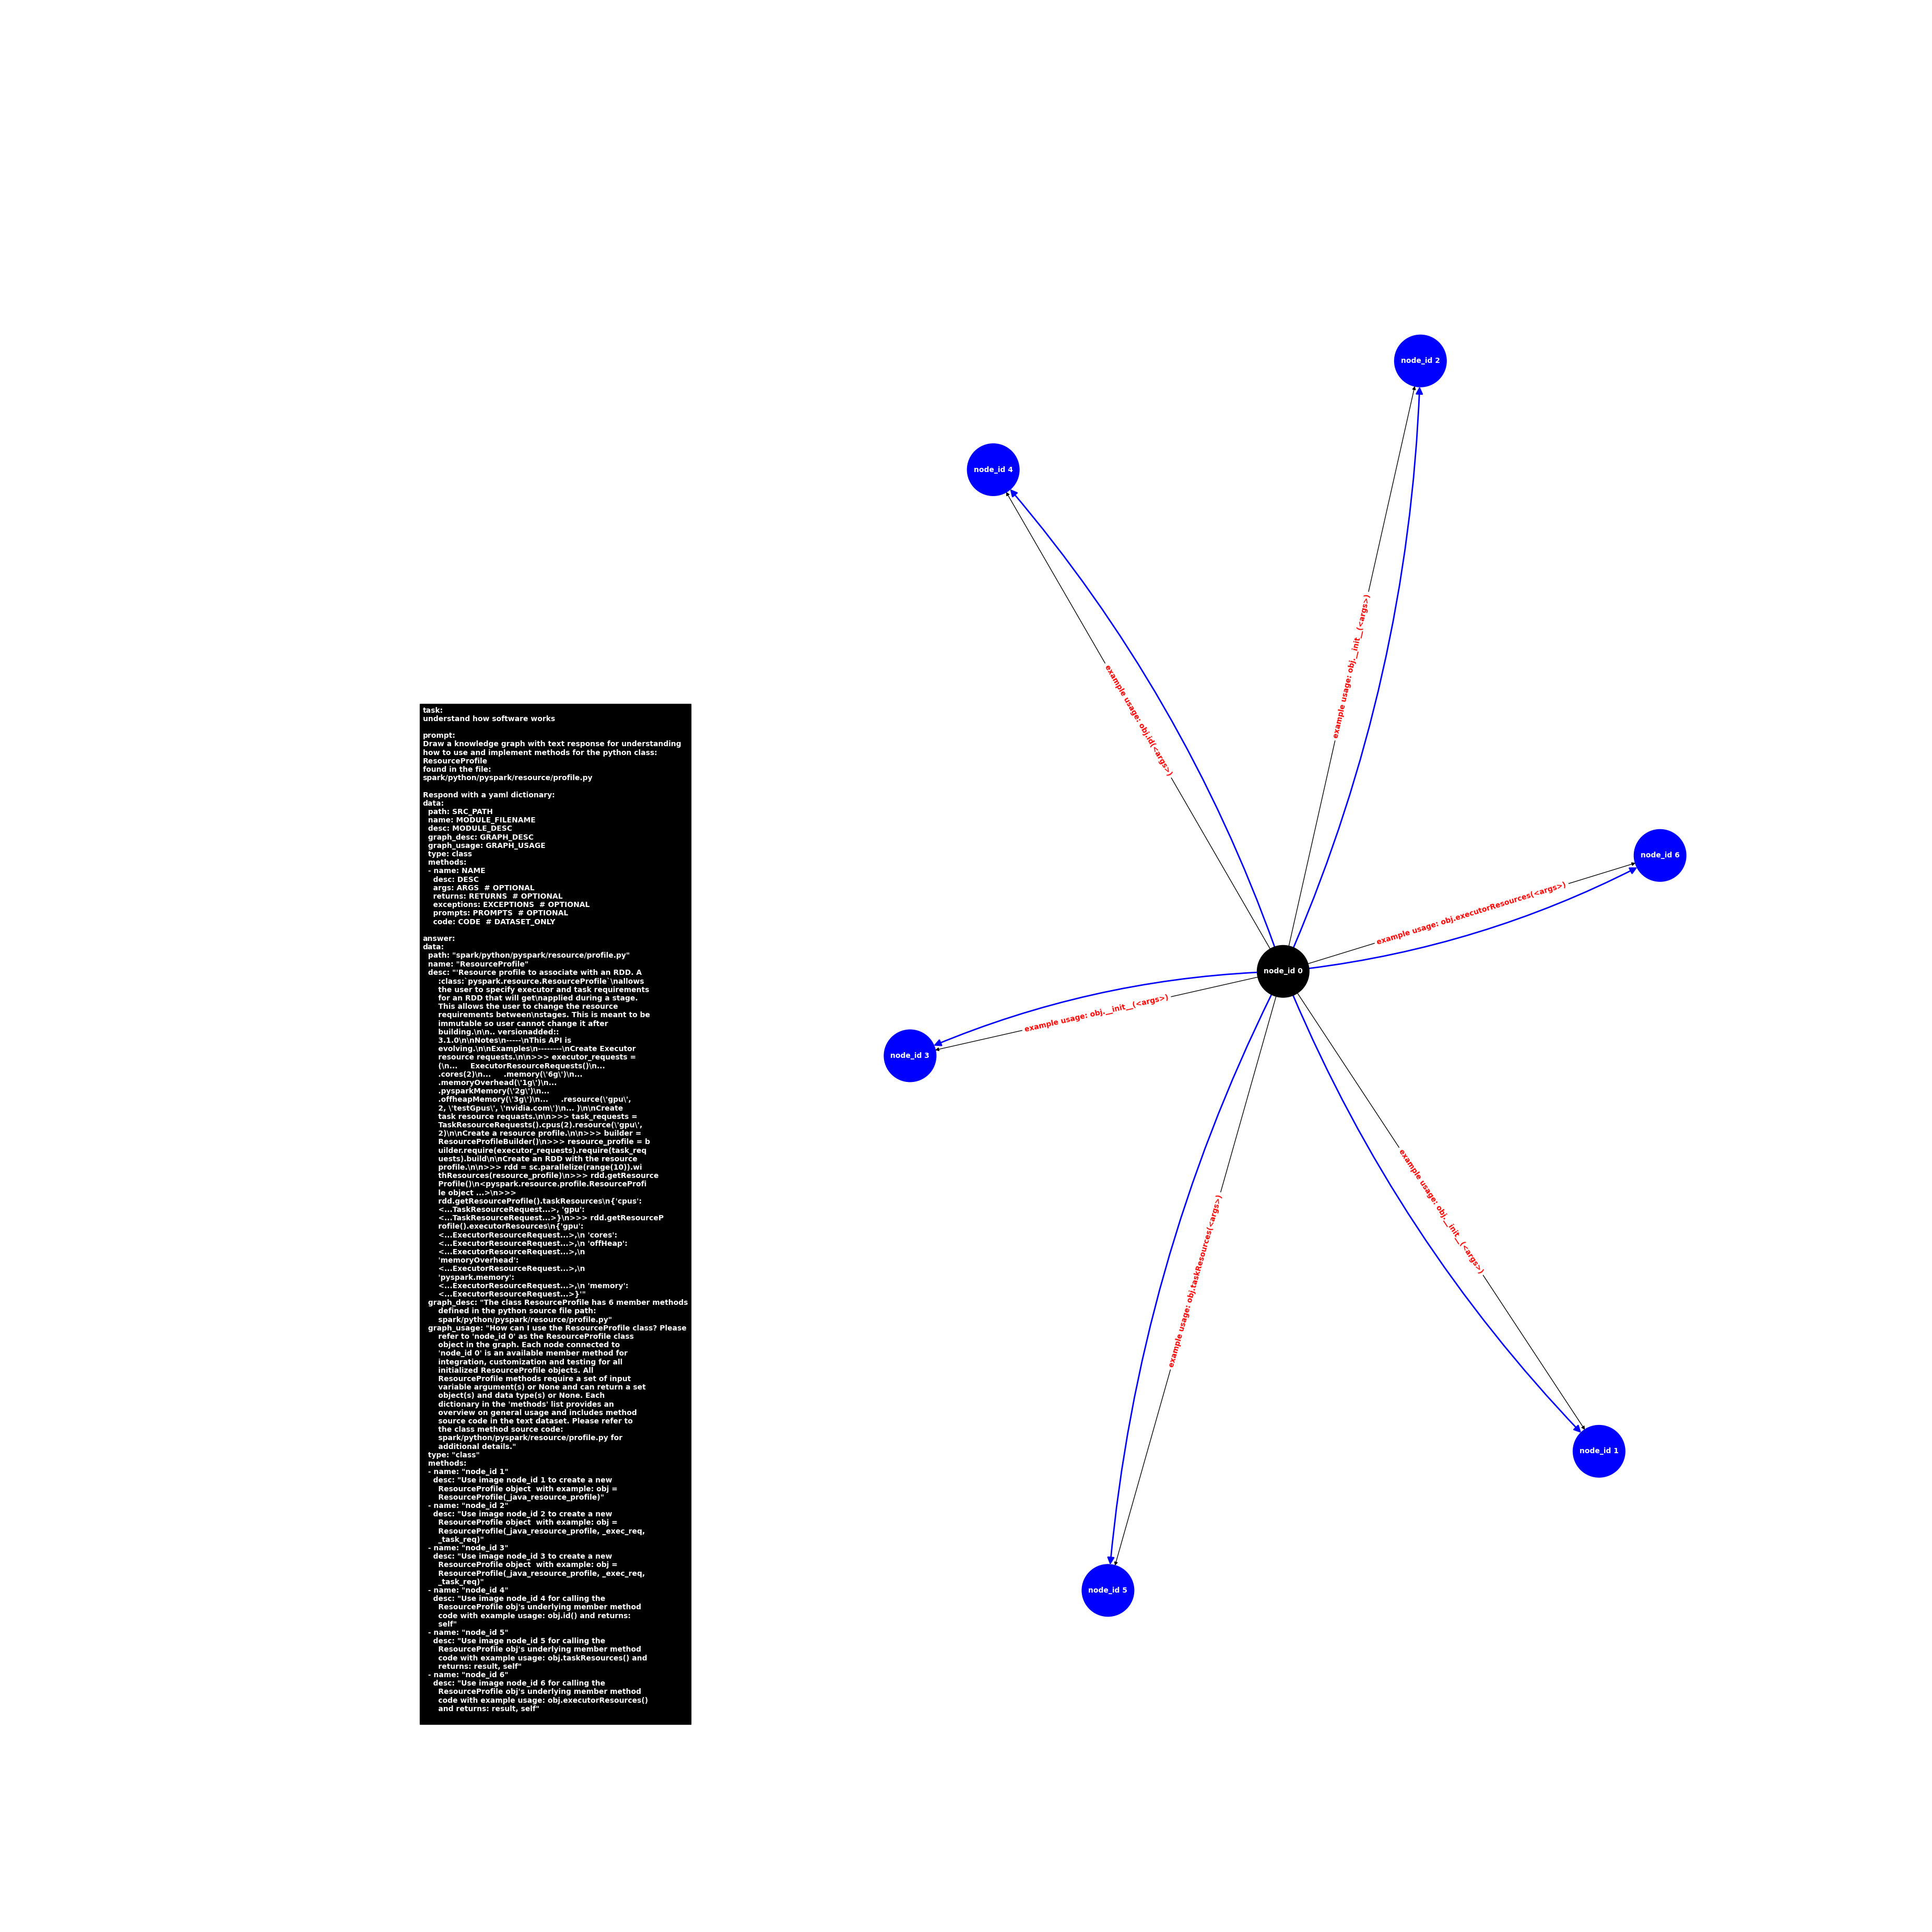 task:
understand how software works

prompt:
Draw a knowledge graph with text response for understanding
how to use and implement methods for the python class:
ResourceProfile
found in the file:
spark/python/pyspark/resource/profile.py

Respond with a yaml dictionary:
data:
  path: SRC_PATH
  name: MODULE_FILENAME
  desc: MODULE_DESC
  graph_desc: GRAPH_DESC
  graph_usage: GRAPH_USAGE
  type: class
  methods:
  - name: NAME
    desc: DESC
    args: ARGS  # OPTIONAL
    returns: RETURNS  # OPTIONAL
    exceptions: EXCEPTIONS  # OPTIONAL
    prompts: PROMPTS  # OPTIONAL
    code: CODE  # DATASET_ONLY

answer:
data:
  path: "spark/python/pyspark/resource/profile.py"
  name: "ResourceProfile"
  desc: "'Resource profile to associate with an RDD. A
      :class:`pyspark.resource.ResourceProfile`\nallows
      the user to specify executor and task requirements
      for an RDD that will get\napplied during a stage.
      This allows the user to change the resource
      requirements between\nstages. This is meant to be
      immutable so user cannot change it after
      building.\n\n.. versionadded::
      3.1.0\n\nNotes\n-----\nThis API is
      evolving.\n\nExamples\n--------\nCreate Executor
      resource requests.\n\n>>> executor_requests =
      (\n...     ExecutorResourceRequests()\n...
      .cores(2)\n...     .memory(\'6g\')\n...
      .memoryOverhead(\'1g\')\n...
      .pysparkMemory(\'2g\')\n...
      .offheapMemory(\'3g\')\n...     .resource(\'gpu\',
      2, \'testGpus\', \'nvidia.com\')\n... )\n\nCreate
      task resource requasts.\n\n>>> task_requests =
      TaskResourceRequests().cpus(2).resource(\'gpu\',
      2)\n\nCreate a resource profile.\n\n>>> builder =
      ResourceProfileBuilder()\n>>> resource_profile = b
      uilder.require(executor_requests).require(task_req
      uests).build\n\nCreate an RDD with the resource
      profile.\n\n>>> rdd = sc.parallelize(range(10)).wi
      thResources(resource_profile)\n>>> rdd.getResource
      Profile()\n<pyspark.resource.profile.ResourceProfi
      le object ...>\n>>>
      rdd.getResourceProfile().taskResources\n{'cpus':
      <...TaskResourceRequest...>, 'gpu':
      <...TaskResourceRequest...>}\n>>> rdd.getResourceP
      rofile().executorResources\n{'gpu':
      <...ExecutorResourceRequest...>,\n 'cores':
      <...ExecutorResourceRequest...>,\n 'offHeap':
      <...ExecutorResourceRequest...>,\n
      'memoryOverhead':
      <...ExecutorResourceRequest...>,\n
      'pyspark.memory':
      <...ExecutorResourceRequest...>,\n 'memory':
      <...ExecutorResourceRequest...>}'"
  graph_desc: "The class ResourceProfile has 6 member methods
      defined in the python source file path:
      spark/python/pyspark/resource/profile.py"
  graph_usage: "How can I use the ResourceProfile class? Please
      refer to 'node_id 0' as the ResourceProfile class
      object in the graph. Each node connected to
      'node_id 0' is an available member method for
      integration, customization and testing for all
      initialized ResourceProfile objects. All
      ResourceProfile methods require a set of input
      variable argument(s) or None and can return a set
      object(s) and data type(s) or None. Each
      dictionary in the 'methods' list provides an
      overview on general usage and includes method
      source code in the text dataset. Please refer to
      the class method source code:
      spark/python/pyspark/resource/profile.py for
      additional details."
  type: "class"
  methods:
  - name: "node_id 1"
    desc: "Use image node_id 1 to create a new
      ResourceProfile object  with example: obj =
      ResourceProfile(_java_resource_profile)"
  - name: "node_id 2"
    desc: "Use image node_id 2 to create a new
      ResourceProfile object  with example: obj =
      ResourceProfile(_java_resource_profile, _exec_req,
      _task_req)"
  - name: "node_id 3"
    desc: "Use image node_id 3 to create a new
      ResourceProfile object  with example: obj =
      ResourceProfile(_java_resource_profile, _exec_req,
      _task_req)"
  - name: "node_id 4"
    desc: "Use image node_id 4 for calling the
      ResourceProfile obj's underlying member method
      code with example usage: obj.id() and returns:
      self"
  - name: "node_id 5"
    desc: "Use image node_id 5 for calling the
      ResourceProfile obj's underlying member method
      code with example usage: obj.taskResources() and
      returns: result, self"
  - name: "node_id 6"
    desc: "Use image node_id 6 for calling the
      ResourceProfile obj's underlying member method
      code with example usage: obj.executorResources()
      and returns: result, self"
node_id 2
node_id 4
example usage: obj.__init__(<args>)
example usage: obj.id(<args>)
node_id 6
example usage: obj.executorResources(<args>)
node_id 0
example usage: obj.__init__(<args>)
node_id 3
example usage: obj.__init__(<args>)
example usage: obj.taskResources(<args>)
node_id 1
node_id 5